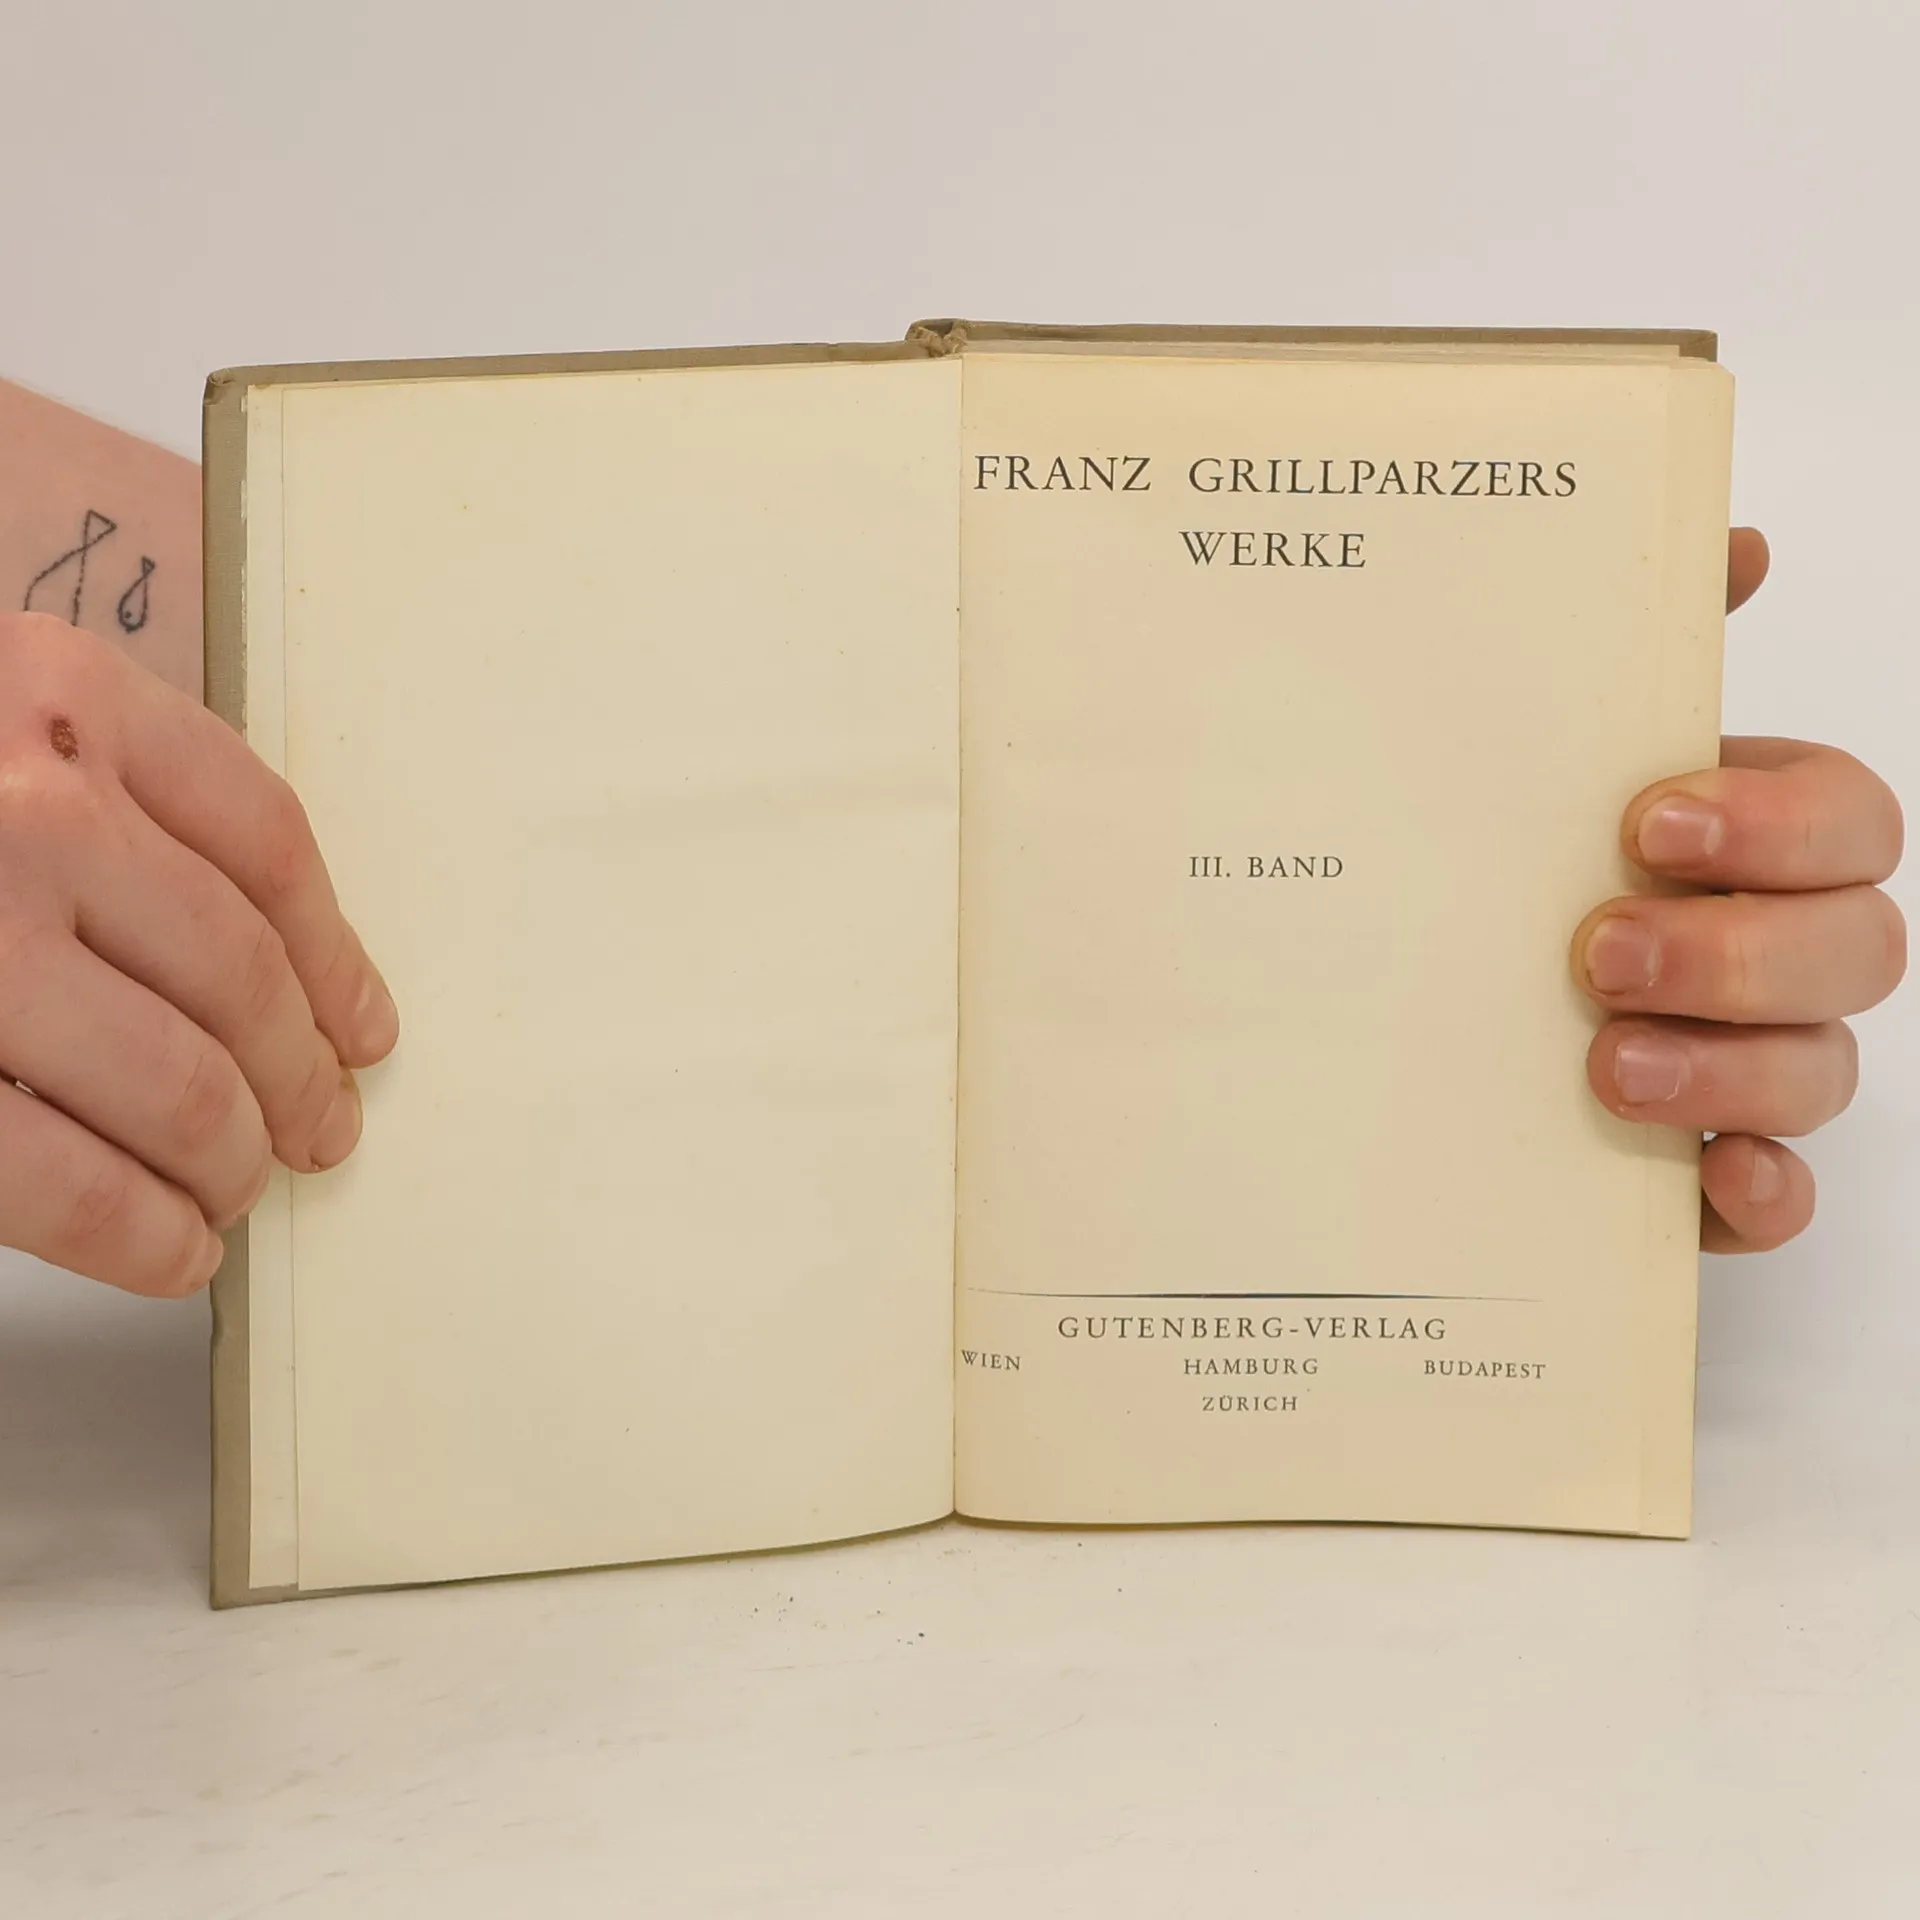 FRANZ GRILLPARZERS
WERKE
III. BAND
GUTENBERG-VERLAG
WIEN HAMBURG BUDAPEST
ZÜRICH